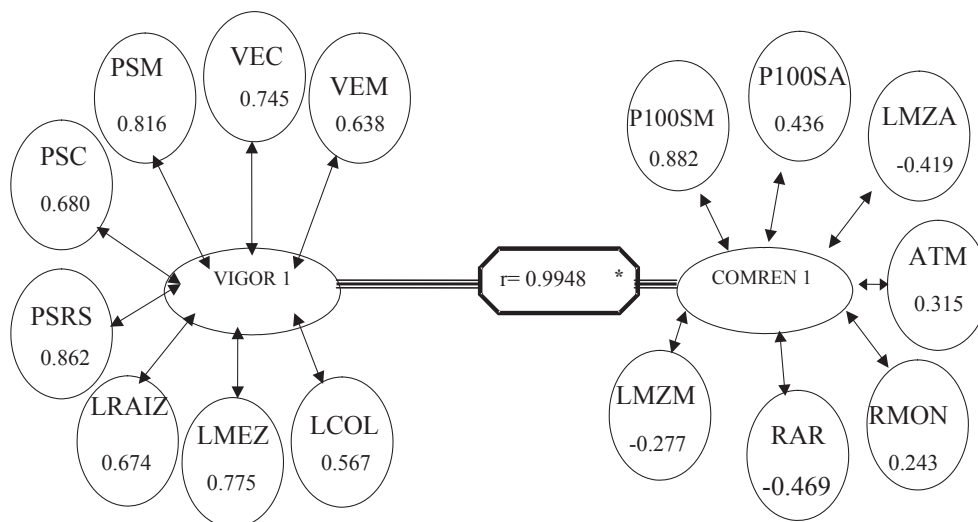 PSM
0.816
VEC
0.745
VEM
0.638
PSC
0.680
PSRS
0.862
LRAIZ
0.674
LMEZ
0.775
LCOL
0.567
VIGOR 1
r= 0.9948 *
COMREN 1
P100SM
0.882
P100SA
0.436
LMZA
-0.419
ATM
0.315
RMON
0.243
RAR
-0.469
LMZM
-0.277